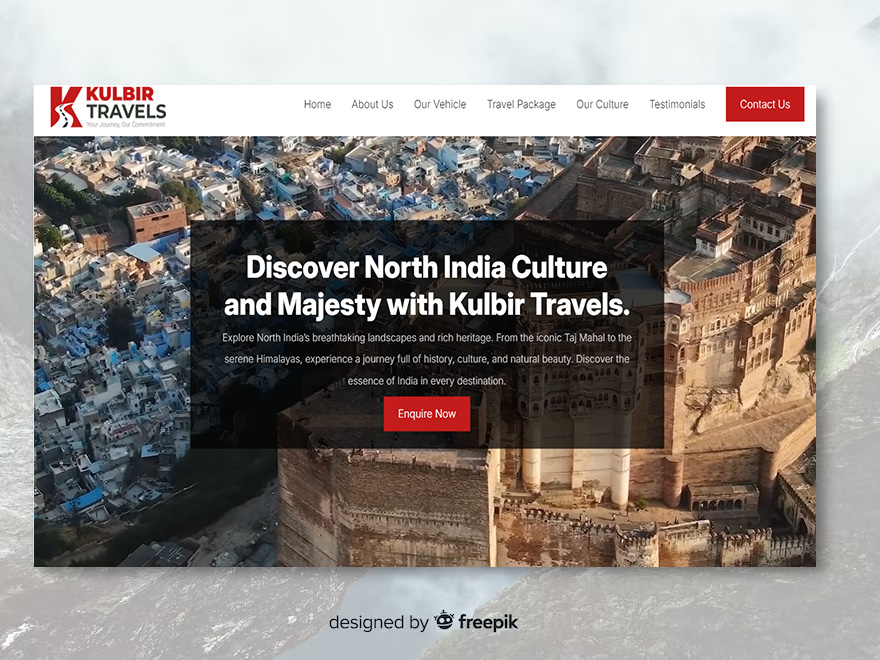 KULBIR
TRAVELS
Your Journey, Our Commitment
Home About Us Our Vehicle Travel Package Our Culture Testimonials Contact Us
Discover North India Culture
and Majesty with Kulbir Travels.
Explore North India's breathtaking landscapes and rich heritage. From the iconic Taj Mahal to the
serene Himalayas, experience a journey full of history, culture, and natural beauty. Discover the
essence of India in every destination.
Enquire Now
designed by freepik